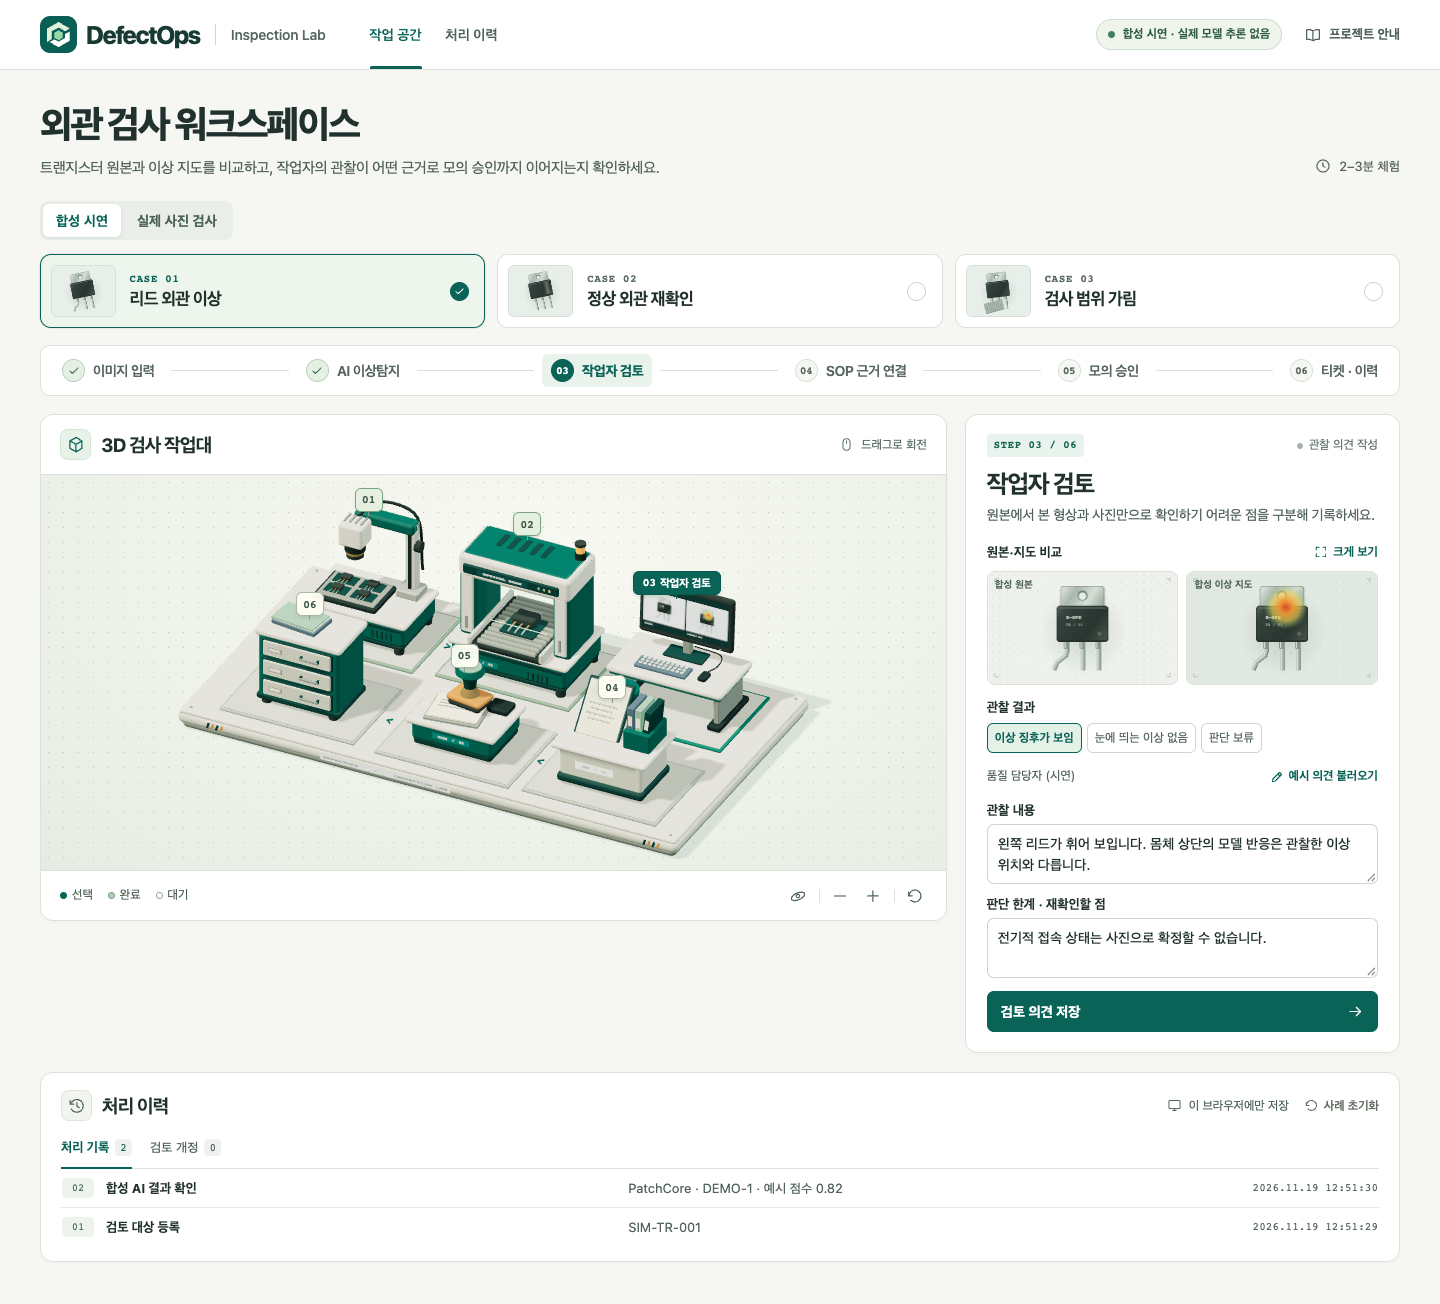 DefectOps
Inspection Lab
작업 공간
처리 이력
합성 시연 · 실제 모델 추론 없음
프로젝트 안내
외관 검사 워크스페이스
트랜지스터 원본과 이상 지도를 비교하고, 작업자의 관찰이 어떤 근거로 모의 승인까지 이어지는지 확인하세요.
2–3분 체험
합성 시연
실제 사진 검사
CASE 01
리드 외관 이상
CASE 02
정상 외관 재확인
CASE 03
검사 범위 가림
이미지 입력
AI 이상탐지
03 작업자 검토
04 SOP 근거 연결
05 모의 승인
06 티켓 · 이력
3D 검사 작업대
드래그로 회전
01
02
03 작업자 검토
06
05
04
선택
완료
대기
STEP 03 / 06
관찰 의견 작성
작업자 검토
원본에서 본 형상과 사진만으로 확인하기 어려운 점을 구분해 기록하세요.
원본·지도 비교
크게 보기
합성 원본
합성 이상 지도
관찰 결과
이상 징후가 보임
눈에 띄는 이상 없음
판단 보류
품질 담당자 (시연)
예시 의견 불러오기
관찰 내용
왼쪽 리드가 휘어 보입니다. 몸체 상단의 모델 반응은 관찰한 이상
위치와 다릅니다.
판단 한계 · 재확인할 점
전기적 접속 상태는 사진으로 확정할 수 없습니다.
검토 의견 저장
처리 이력
이 브라우저에만 저장
사례 초기화
처리 기록 2
검토 개정 0
02 합성 AI 결과 확인
PatchCore · DEMO-1 · 예시 점수 0.82
2026.11.19 12:51:30
01 검토 대상 등록
SIM-TR-001
2026.11.19 12:51:29